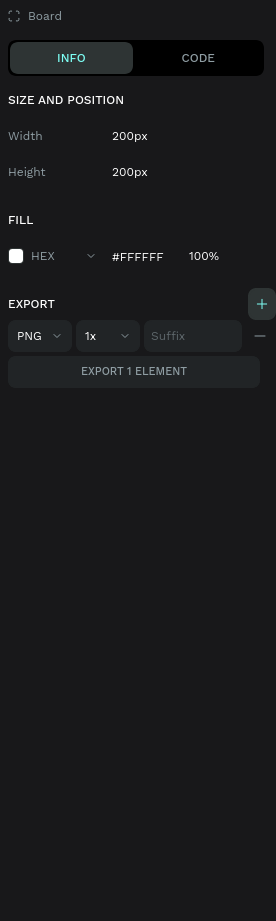 Board
INFO CODE
SIZE AND POSITION
Width 200px
Height 200px
FILL
HEX #FFFFFF 100%
EXPORT
PNG 1x Suffix
EXPORT 1 ELEMENT